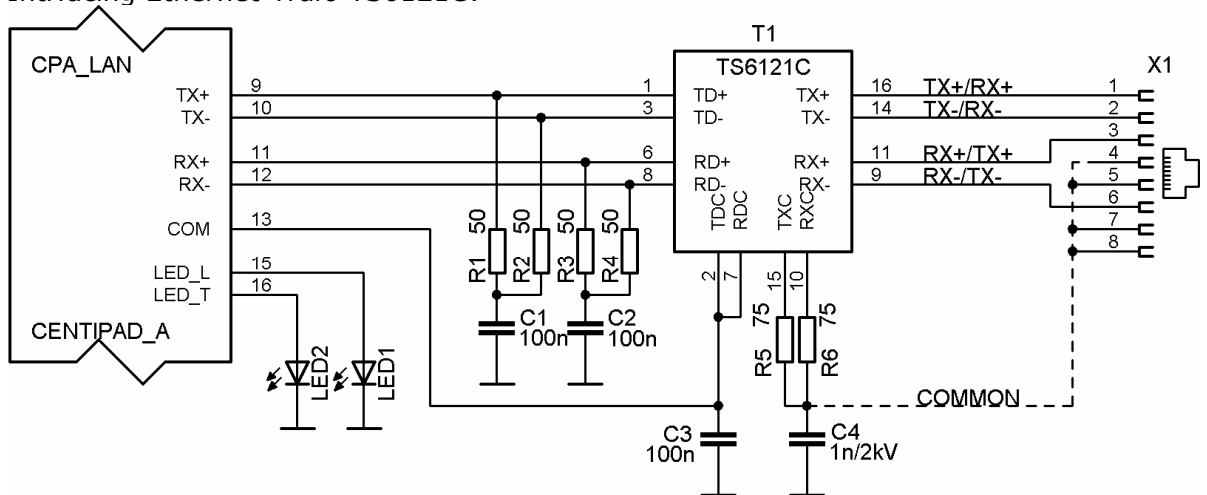 Intrfacing Ethernet Trafo TS6121C:
T1
CPA_LAN
TS6121C
X1
TX+ 9 1 TD+ TX+ 16 TX+/RX+ 1
TX- 10 3 TD- TX- 14 TX-/RX- 2
3
RX+ 11 6 RD+ RX+ 11 RX+/TX+ 4
RX- 12 8 RD- RX- 9 RX-/TX- 5
6
TDC RDC TXC RXC
COM 13 7
8
R1 50 R2 50 R3 50 R4 50
2 7 15 10
LED_L 15
LED_T 16
R5 75 R6 75
CENTIPAD_A
C1 100n C2 100n
LED2 LED1
COMMON
C3 100n
C4 1n/2kV